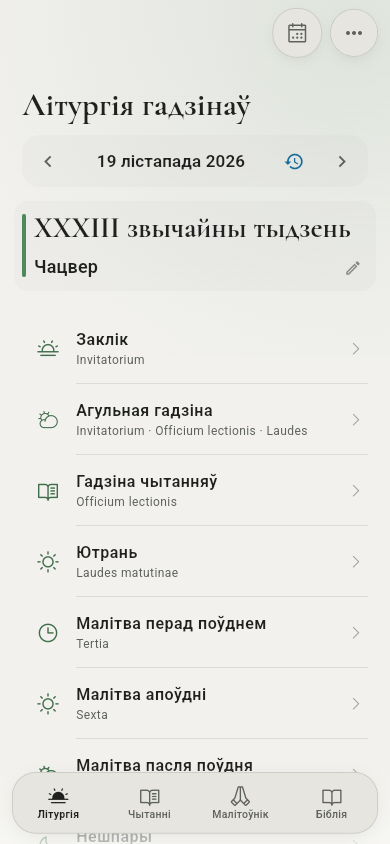 Літургія гадзінаў
19 лістапада 2026
XXXIII звычайны тыдзень
Чацвер
Заклік
Invitatorium
Агульная гадзіна
Invitatorium · Officium lectionis · Laudes
Гадзіна чытанняў
Officium lectionis
Ютрань
Laudes matutinae
Малітва перад поўднем
Tertia
Малітва апоўдні
Sexta
Малітва пасля поўдня
Літургія
Чытанні
Малітоўнік
Біблія
Нешпары